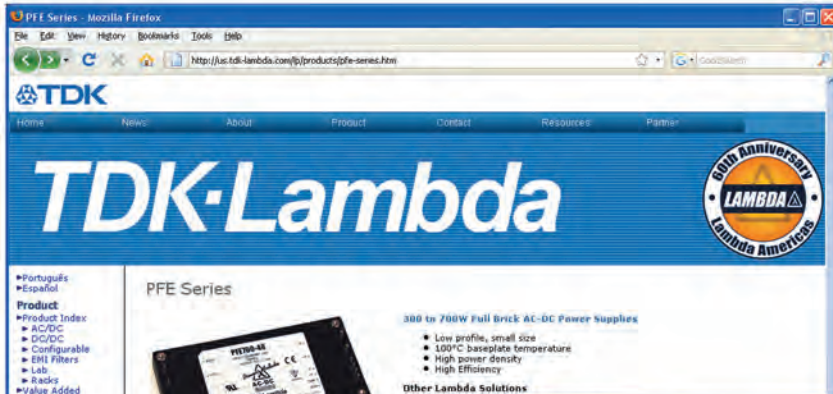 PFE Series - Mozilla Firefox
File Edit View History Bookmarks Tools Help
http://us.tdk-lambda.com/lp/products/pfe-series.htm
TDK
Home News About Product Contact Resources Partner
TDK·Lambda
60th Anniversary
LAMBDA
Lambda Americas
►Português
►Español
Product
►Product Index
► AC/DC
► DC/DC
► Configurable
► EMI Filters
► Lab
► Racks
►Value Added
PFE Series
PFE700-48
AC-DC
300 to 700W Full Brick AC-DC Power Supplies
• Low profile, small size
• 100°C baseplate temperature
• High power density
• High Efficiency
Other Lambda Solutions